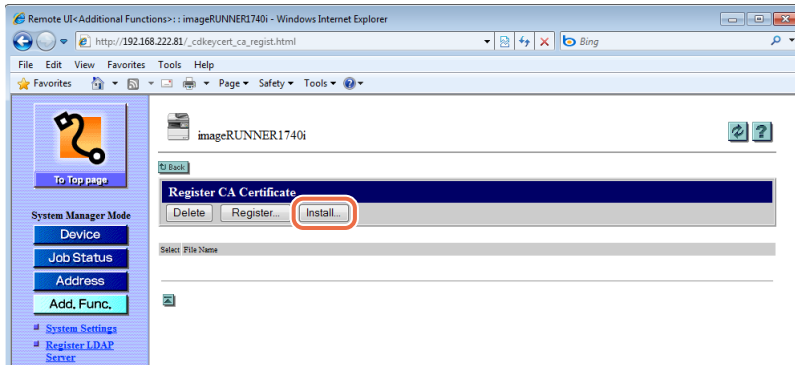 Remote UI<Additional Functions>: : imageRUNNER1740i - Windows Internet Explorer
http://192.168.222.81/_cdkeycert_ca_regist.html
Bing
File Edit View Favorites Tools Help
Favorites Page Safety Tools
imageRUNNER1740i
To Top page
Back
Register CA Certificate
Delete Register... Install...
System Manager Mode
Device
Job Status
Address
Add. Func.
Select File Name
System Settings
Register LDAP
Server